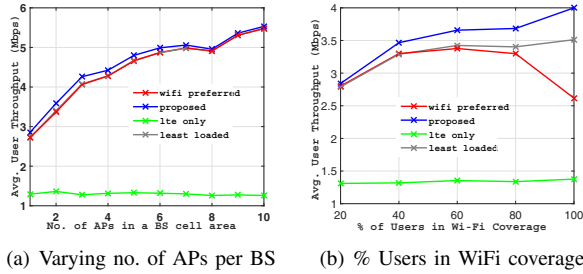 6
5
4
3
2
1
Avg. User Throughput (Mbps)
wifi preferred
proposed
lte only
least loaded
2 4 6 8 10
No. of APs in a BS cell area
(a) Varying no. of APs per BS
4
3.5
3
2.5
2
1.5
1
Avg. User Throughput (Mbps)
wifi preferred
proposed
lte only
least loaded
20 40 60 80 100
% of Users in Wi-Fi Coverage
(b) % Users in WiFi coverage